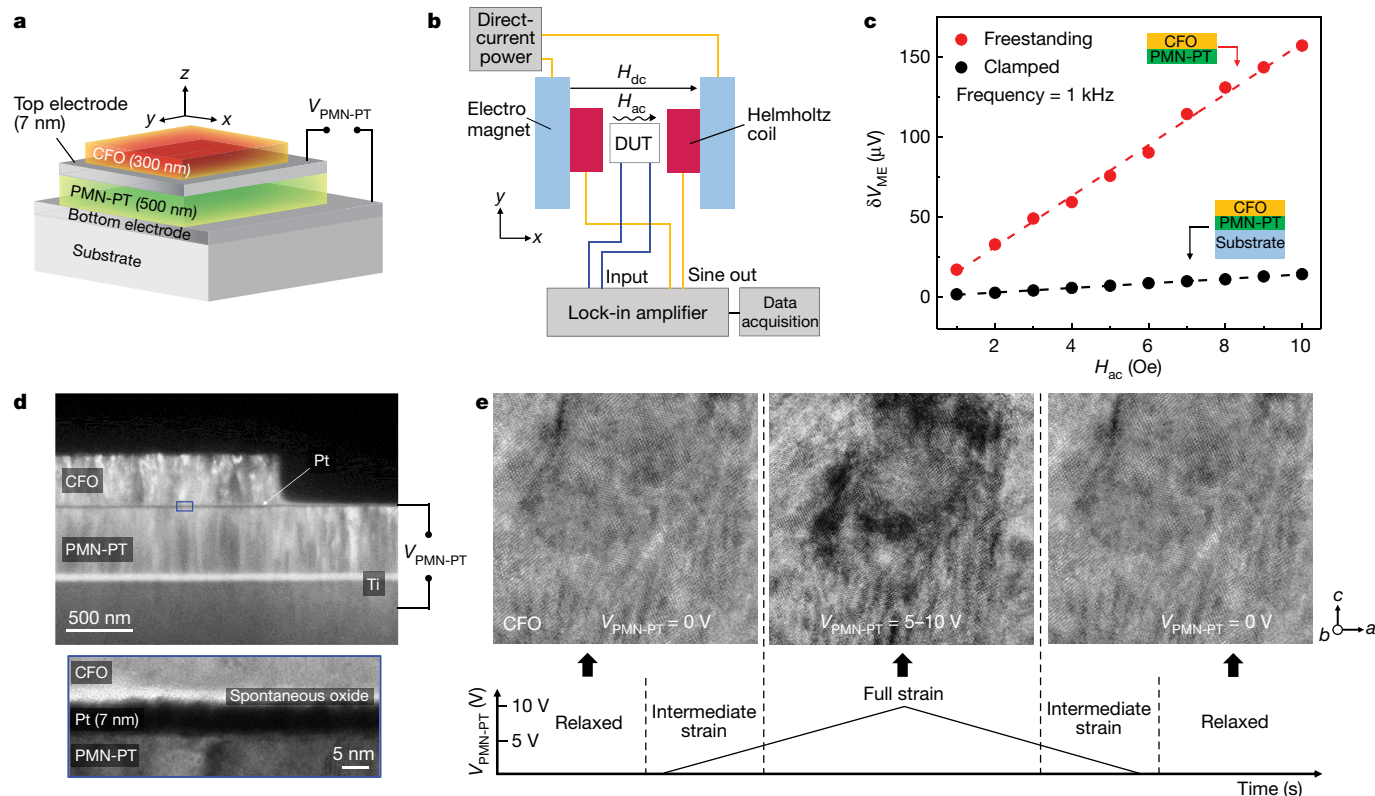 a
z
y
x
V_PMN-PT
Top electrode
(7 nm)
CFO (300 nm)
PMN-PT (500 nm)
Bottom electrode
Substrate
b
Direct-
current
power
H_dc
H_ac
Electro
magnet
DUT
Helmholtz
coil
y
x
Input
Sine out
Lock-in amplifier
Data
acquisition
c
Freestanding
Clamped
Frequency = 1 kHz
CFO
PMN-PT
CFO
PMN-PT
Substrate
150
100
50
0
δV_ME (μV)
2
4
6
8
10
H_ac (Oe)
d
Pt
CFO
PMN-PT
V_PMN-PT
Ti
500 nm
CFO
Spontaneous oxide
Pt (7 nm)
PMN-PT
5 nm
e
CFO
V_PMN-PT = 0 V
V_PMN-PT = 5–10 V
V_PMN-PT = 0 V
c
b
a
V_PMN-PT (V)
10 V
5 V
Relaxed
Intermediate
strain
Full strain
Intermediate
strain
Relaxed
Time (s)